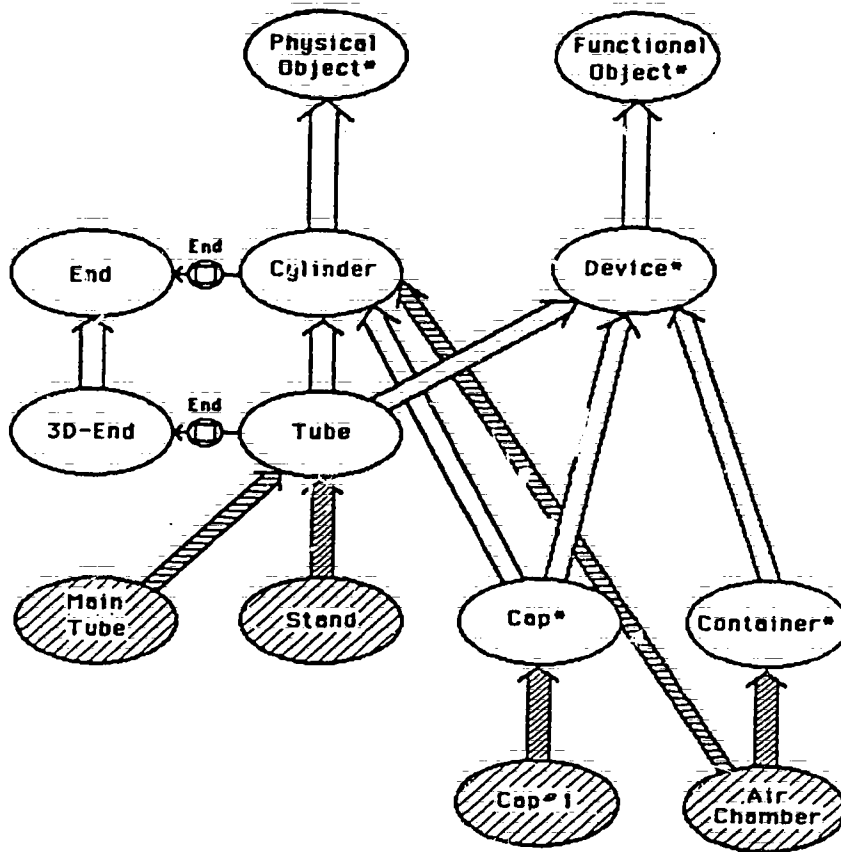 Physical
Object*
Functional
Object*
End
End
Cylinder
Device*
3D-End
End
Tube
Main
Tube
Stand
Cap*
Container*
Cap#1
Air
Chamber